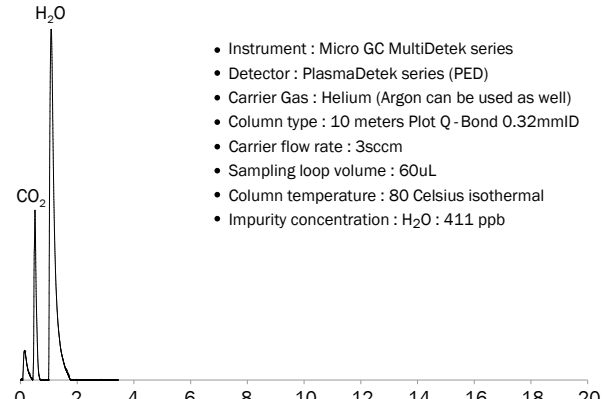 H₂O
• Instrument : Micro GC MultiDetek series
• Detector : PlasmaDetek series (PED)
• Carrier Gas : Helium (Argon can be used as well)
• Column type : 10 meters Plot Q-Bond 0.32mmID
• Carrier flow rate : 3sccm
• Sampling loop volume : 60uL
• Column temperature : 80 Celsius isothermal
CO₂
• Impurity concentration : H₂O : 411 ppb
0 2 4 6 8 10 12 14 16 18 20